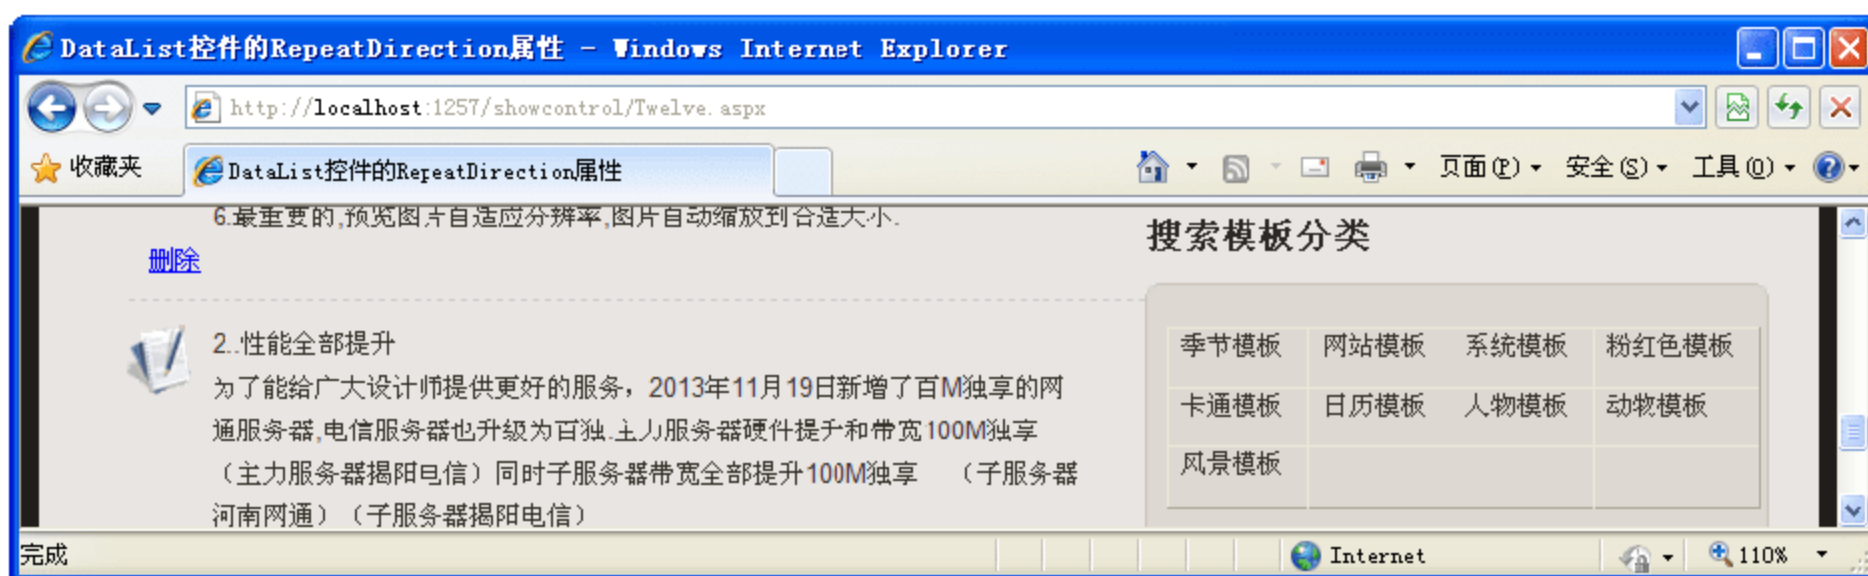 DataList控件的RepeatDirection属性 - Windows Internet Explorer
http://localhost:1257/showcontrol/Twelve.aspx
收藏夹
DataList控件的RepeatDirection属性
页面(P)
安全(S)
工具(O)
6.最重要的,预览图片自适应分辨率,图片自动缩放到合适大小.
删除
2..性能全部提升
为了能给广大设计师提供更好的服务，2013年11月19日新增了百M独享的网
通服务器,电信服务器也升级为百独.主力服务器硬件提升和带宽100M独享
（主力服务器揭阳电信）同时子服务器带宽全部提升100M独享 （子服务器
河南网通）（子服务器揭阳电信）
搜索模板分类
季节模板 网站模板 系统模板 粉红色模板
卡通模板 日历模板 人物模板 动物模板
风景模板
完成
Internet
110%